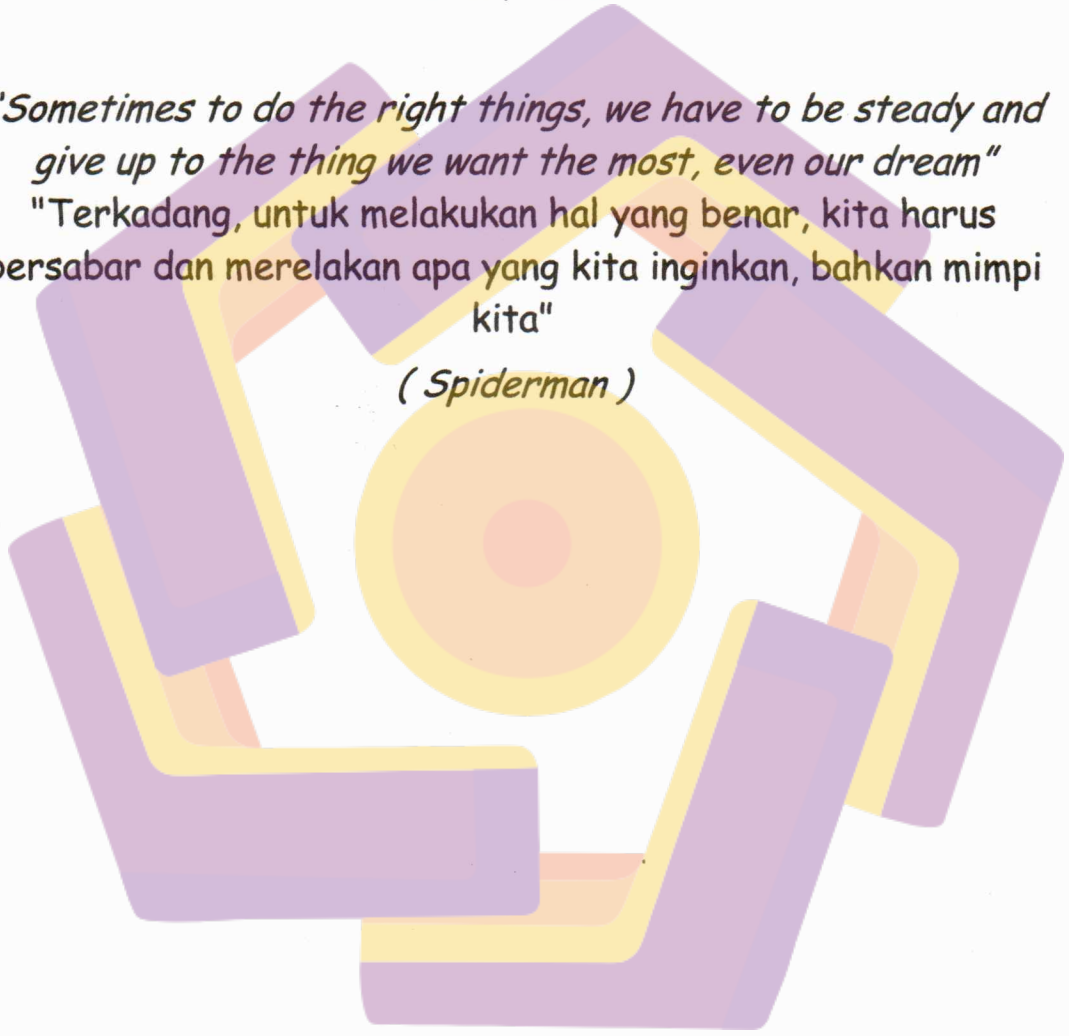 "Sometimes to do the right things, we have to be steady and
give up to the thing we want the most, even our dream"
"Terkadang, untuk melakukan hal yang benar, kita harus
bersabar dan merelakan apa yang kita inginkan, bahkan mimpi
kita"
( Spiderman )